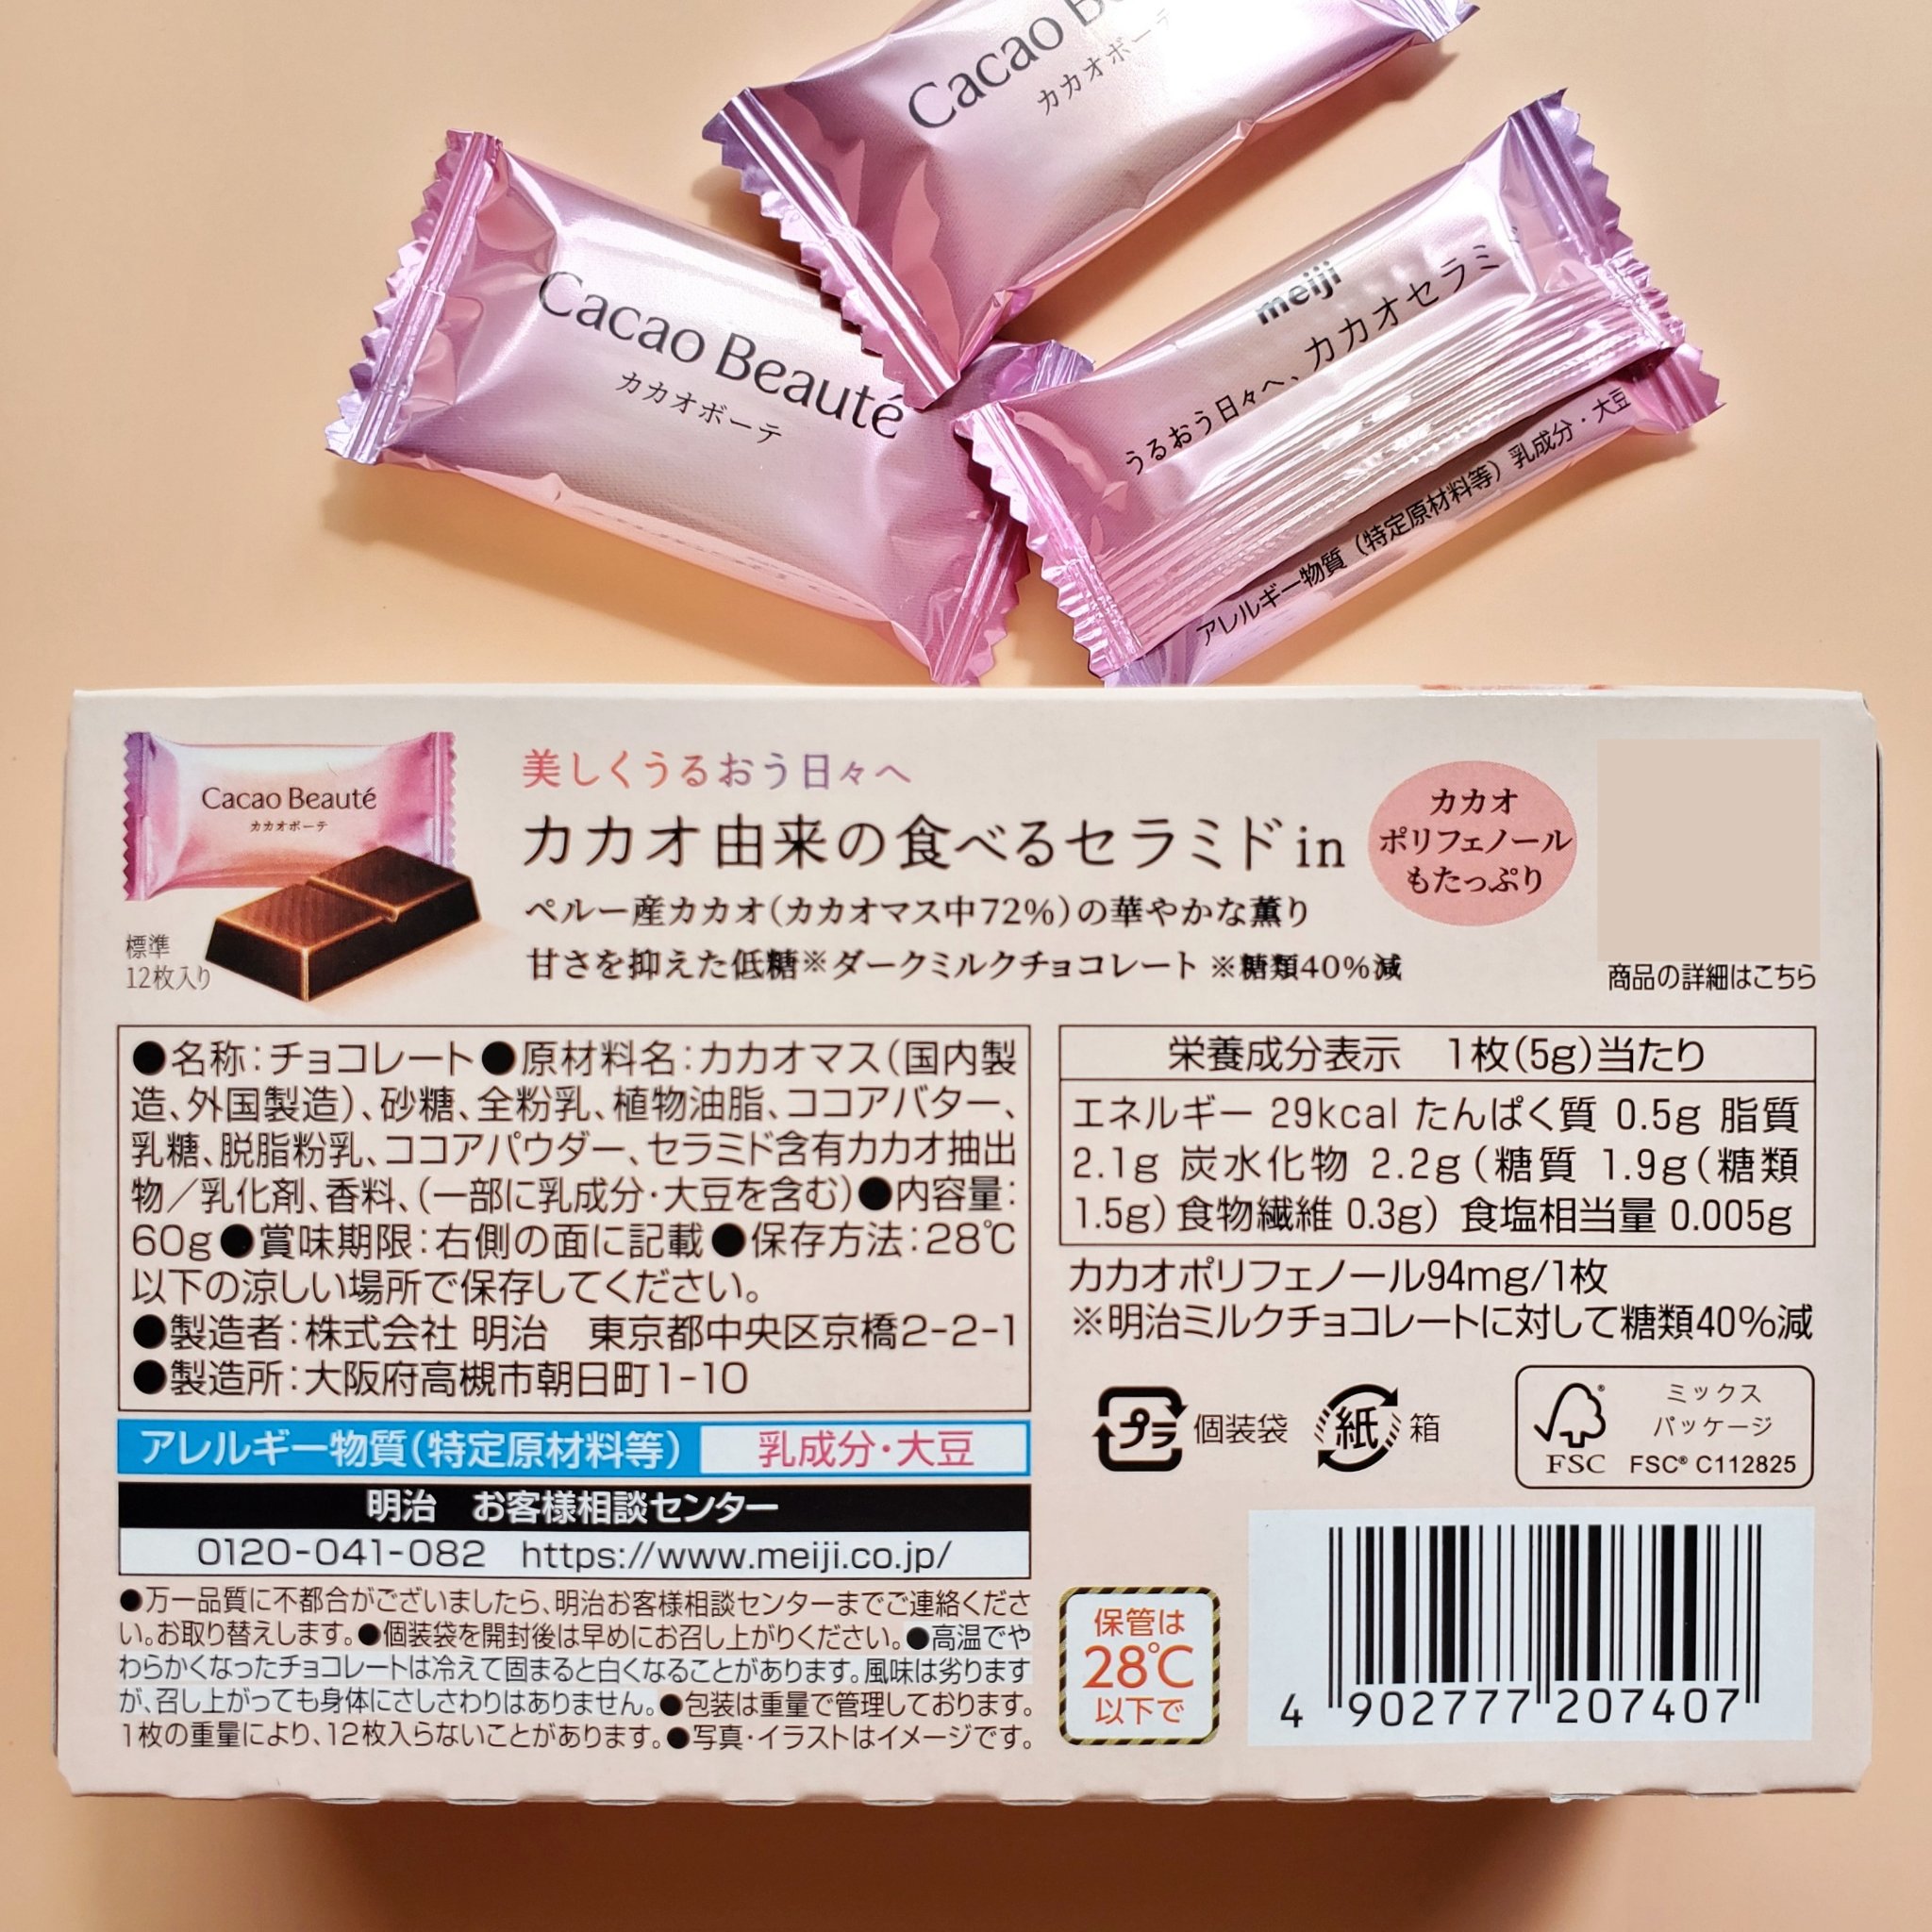 Cacao B
カカオボー
Cacao Beauté
カカオボーテ
meiji
うるおう日々へ、カカオセラミ
アレルギー物質（特定原材料等）乳成分・大豆
Cacao Beauté
カカオボーテ
標準
12枚入り
美しくうるおう日々へ
カカオ由来の食べるセラミドin
ペルー産カカオ(カカオマス中72%)の華やかな薫り
甘さを抑えた低糖※ダークミルクチョコレート ※糖類40%減
カカオ
ポリフェノール
もたっぷり
商品の詳細はこちら
●名称:チョコレート●原材料名:カカオマス(国内製
造、外国製造)、砂糖、全粉乳、植物油脂、ココアバター、
乳糖、脱脂粉乳、ココアパウダー、セラミド含有カカオ抽出
物／乳化剤、香料、(一部に乳成分・大豆を含む)●内容量:
60g●賞味期限:右側の面に記載●保存方法:28℃
以下の涼しい場所で保存してください。
●製造者:株式会社 明治　東京都中央区京橋2-2-1
●製造所:大阪府高槻市朝日町1-10
アレルギー物質(特定原材料等) 乳成分・大豆
明治　お客様相談センター
0120-041-082 https://www.meiji.co.jp/
●万一品質に不都合がございましたら、明治お客様相談センターまでご連絡くださ
い。お取り替えします。●個装袋を開封後は早めにお召し上がりください。●高温でや
わらかくなったチョコレートは冷えて固まると白くなることがあります。風味は劣ります
が、召し上がっても身体にさしさわりはありません。●包装は重量で管理しております。
1枚の重量により、12枚入らないことがあります。●写真・イラストはイメージです。
栄養成分表示　1枚(5g)当たり
エネルギー 29kcal たんぱく質 0.5g 脂質
2.1g 炭水化物 2.2g(糖質 1.9g(糖類
1.5g)食物繊維 0.3g) 食塩相当量 0.005g
カカオポリフェノール94mg/1枚
※明治ミルクチョコレートに対して糖類40%減
プラ 個装袋 紙 箱
ミックス
パッケージ
FSC FSC® C112825
保管は
28℃
以下で
4 902777 207407